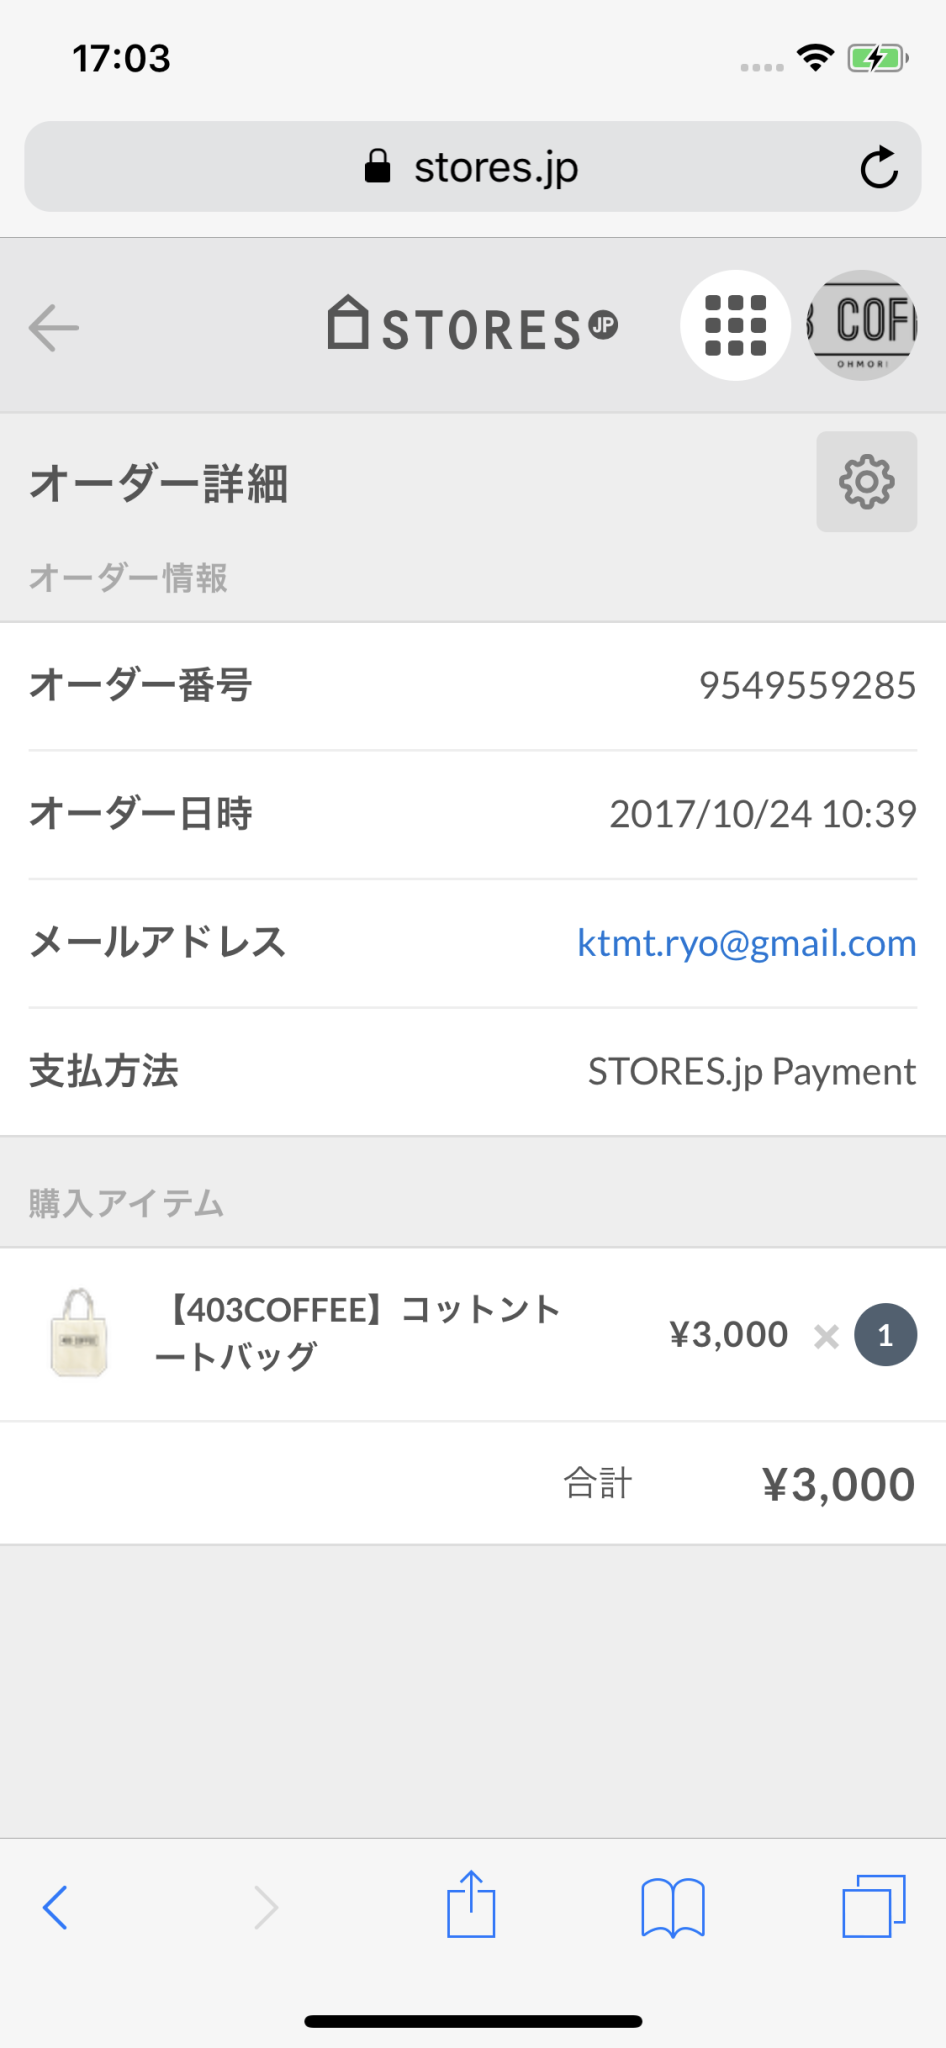 17:03
stores.jp
STORES JP
COF
OHMORI
オーダー詳細
オーダー情報
オーダー番号 9549559285
オーダー日時 2017/10/24 10:39
メールアドレス ktmt.ryo@gmail.com
支払方法 STORES.jp Payment
購入アイテム
【403COFFEE】コットント
ートバッグ
¥3,000 × 1
合計 ¥3,000